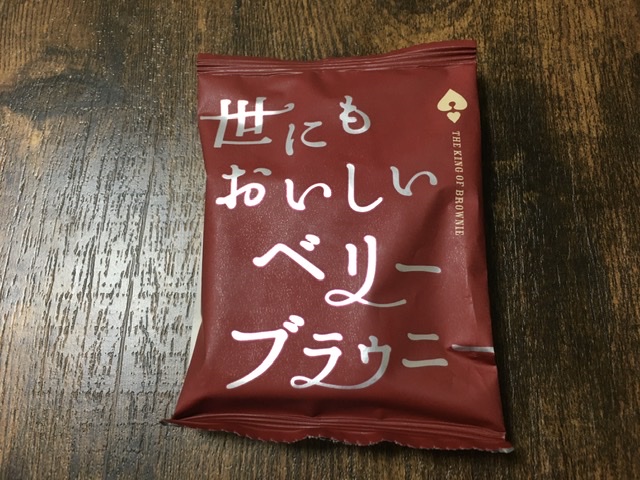 世にも
おいしい
ベリー
ブラウニー
THE KING OF BROWNIE